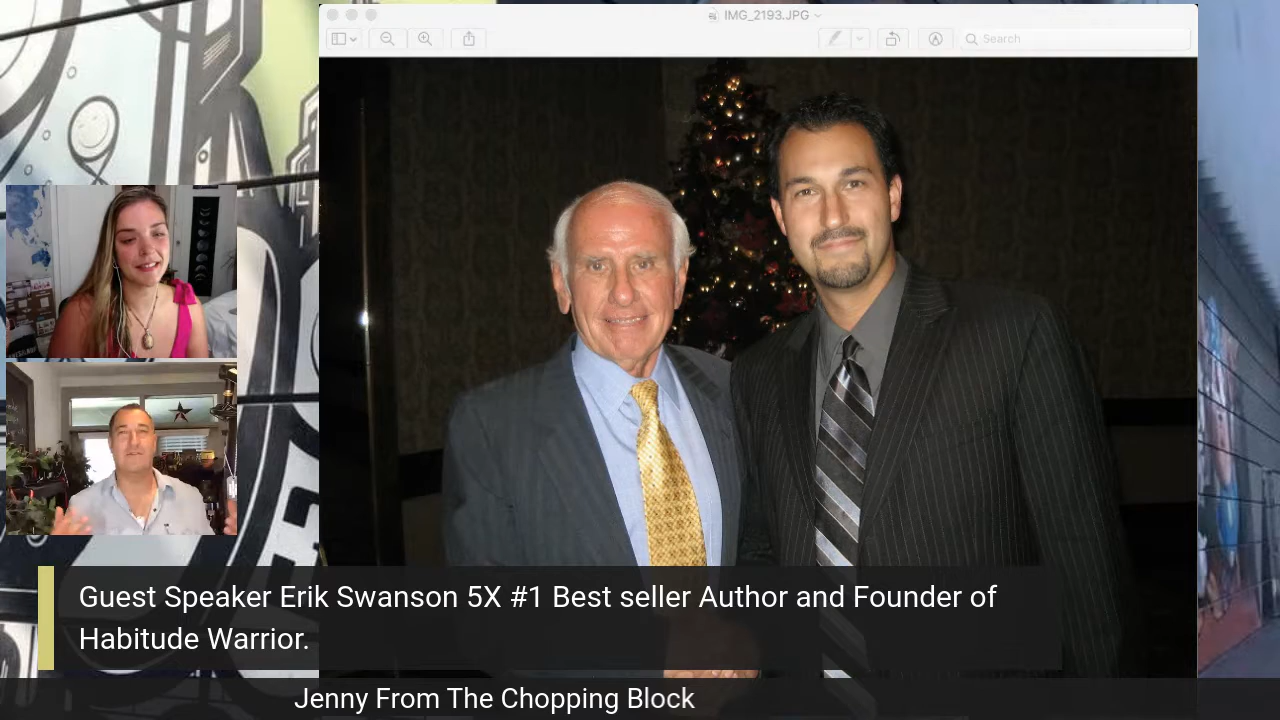 IMG_2193.JPG
Search
Guest Speaker Erik Swanson 5X #1 Best seller Author and Founder of
Habitude Warrior.
Jenny From The Chopping Block